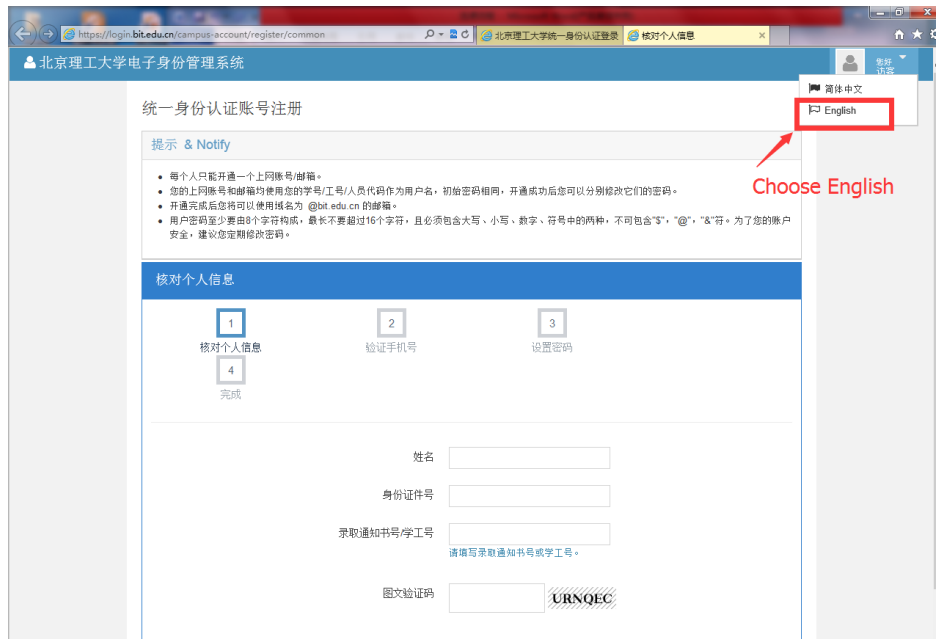 https://login.bit.edu.cn/campus-account/register/common
北京理工大学统一身份认证登录
核对个人信息
北京理工大学电子身份管理系统
您好
访客
简体中文
English
Choose English
统一身份认证账号注册
提示 & Notify
每个人只能开通一个上网账号/邮箱。
您的上网账号和邮箱均使用您的学号/工号/人员代码作为用户名，初始密码相同，开通成功后您可以分别修改它们的密码。
开通完成后您将可以使用域名为 @bit.edu.cn 的邮箱。
用户密码至少要由8个字符构成，最长不要超过16个字符，且必须包含大写、小写、数字、符号中的两种，不可包含"$"，"@"，"&"符。为了您的账户
安全，建议您定期修改密码。
核对个人信息
1
核对个人信息
2
验证手机号
3
设置密码
4
完成
姓名
身份证件号
录取通知书号/学工号
请填写录取通知书号或学工号。
图文验证码
URNQEC